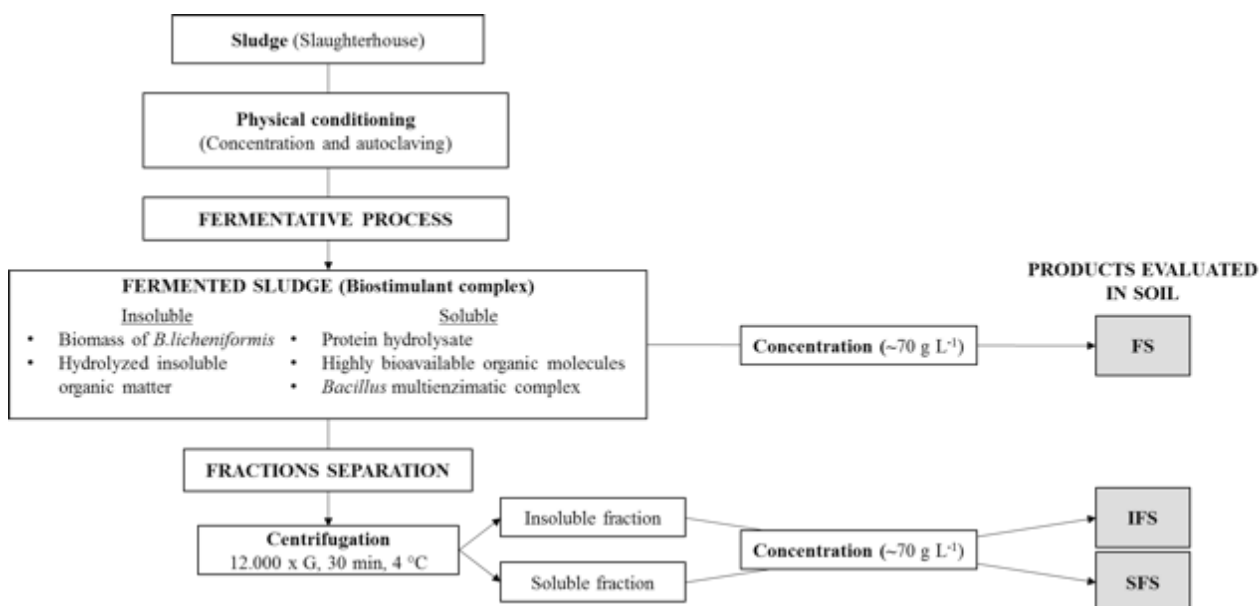 Sludge (Slaughterhouse)
Physical conditioning
(Concentration and autoclaving)
FERMENTATIVE PROCESS
FERMENTED SLUDGE (Biostimulant complex)
Insoluble
• Biomass of B.licheniformis
• Hydrolyzed insoluble
organic matter
Soluble
• Protein hydrolysate
• Highly bioavailable organic molecules
• Bacillus multienzimatic complex
Concentration (~70 g L⁻¹)
PRODUCTS EVALUATED
IN SOIL
FS
FRACTIONS SEPARATION
Centrifugation
12.000 x G, 30 min, 4 °C
Insoluble fraction
Soluble fraction
Concentration (~70 g L⁻¹)
IFS
SFS